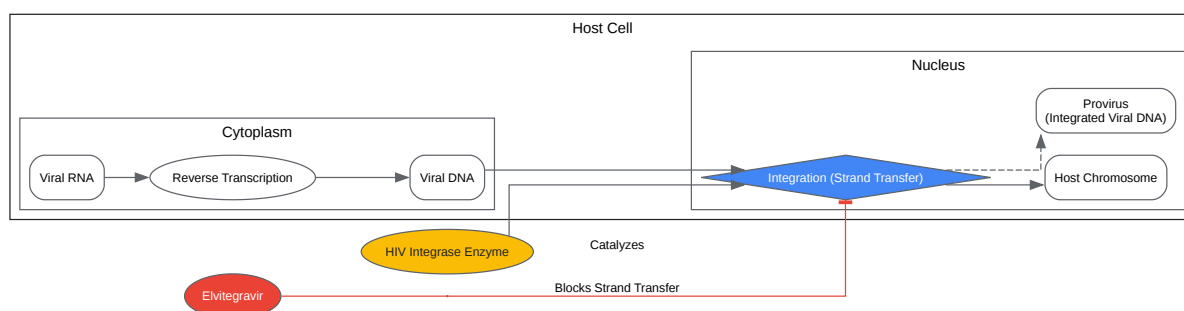 Host Cell
Nucleus
Provirus
(Integrated Viral DNA)
Cytoplasm
Viral RNA
Reverse Transcription
Viral DNA
Integration (Strand Transfer)
Host Chromosome
HIV Integrase Enzyme
Catalyzes
Elvitegravir
Blocks Strand Transfer